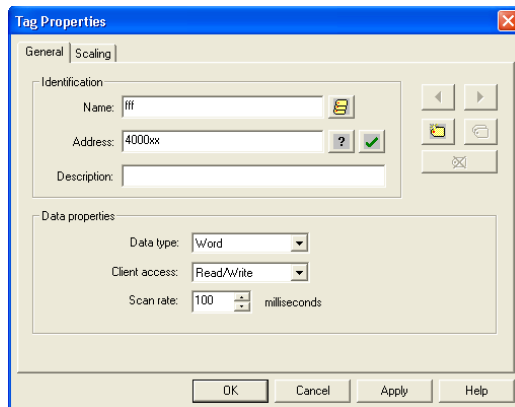 Tag Properties
General Scaling
Identification
Name: fff
Address: 4000xx ?
Description:
Data properties
Data type: Word
Client access: Read/Write
Scan rate: 100 milliseconds
OK Cancel Apply Help